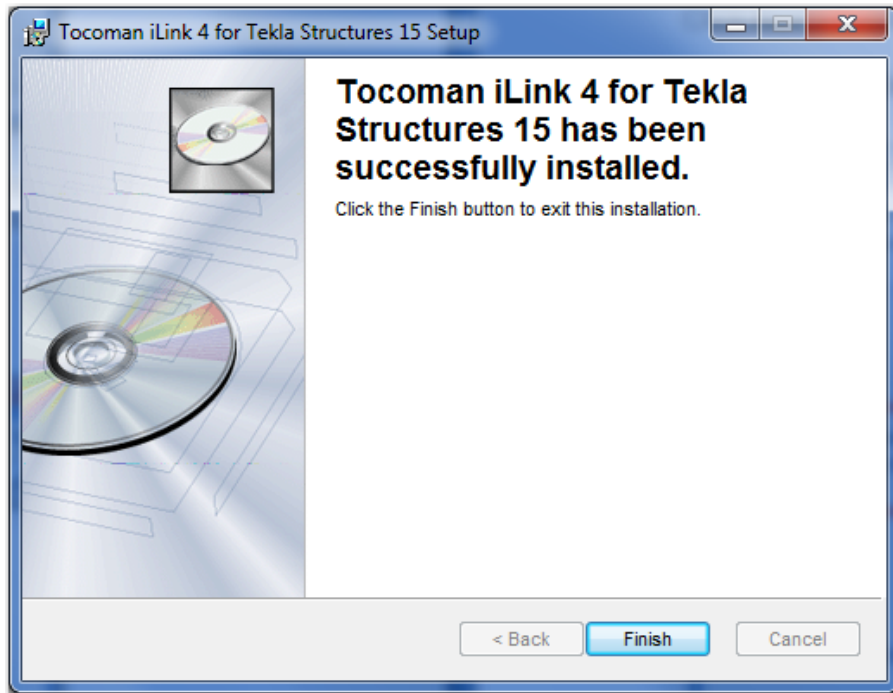 Tocoman iLink 4 for Tekla Structures 15 Setup
Tocoman iLink 4 for Tekla
Structures 15 has been
successfully installed.
Click the Finish button to exit this installation.
< Back Finish Cancel